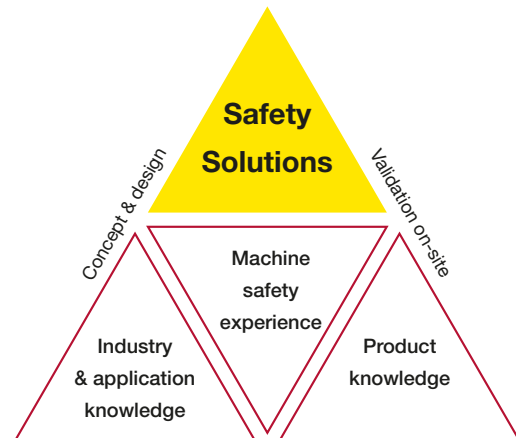 Safety
Solutions
Concept & design
Validation on-site
Machine
safety
experience
Industry
& application
knowledge
Product
knowledge